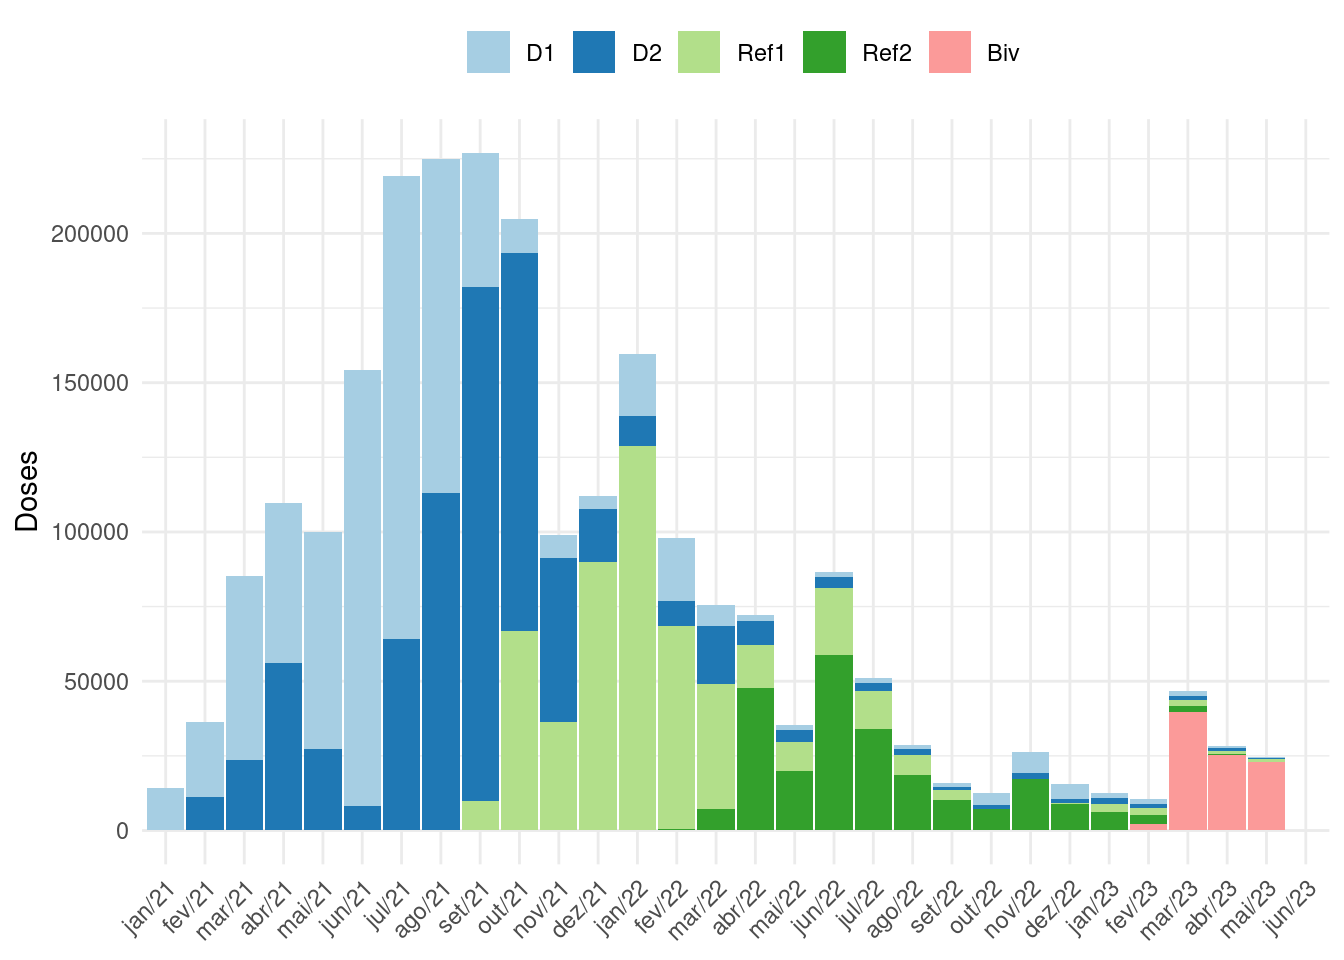 D1 D2 Ref1 Ref2 Biv
Doses
200000
150000
100000
50000
0
jan/21
fev/21
mar/21
abr/21
mai/21
jun/21
jul/21
ago/21
set/21
out/21
nov/21
dez/21
jan/22
fev/22
mar/22
abr/22
mai/22
jun/22
jul/22
ago/22
set/22
out/22
nov/22
dez/22
jan/23
fev/23
mar/23
abr/23
mai/23
jun/23